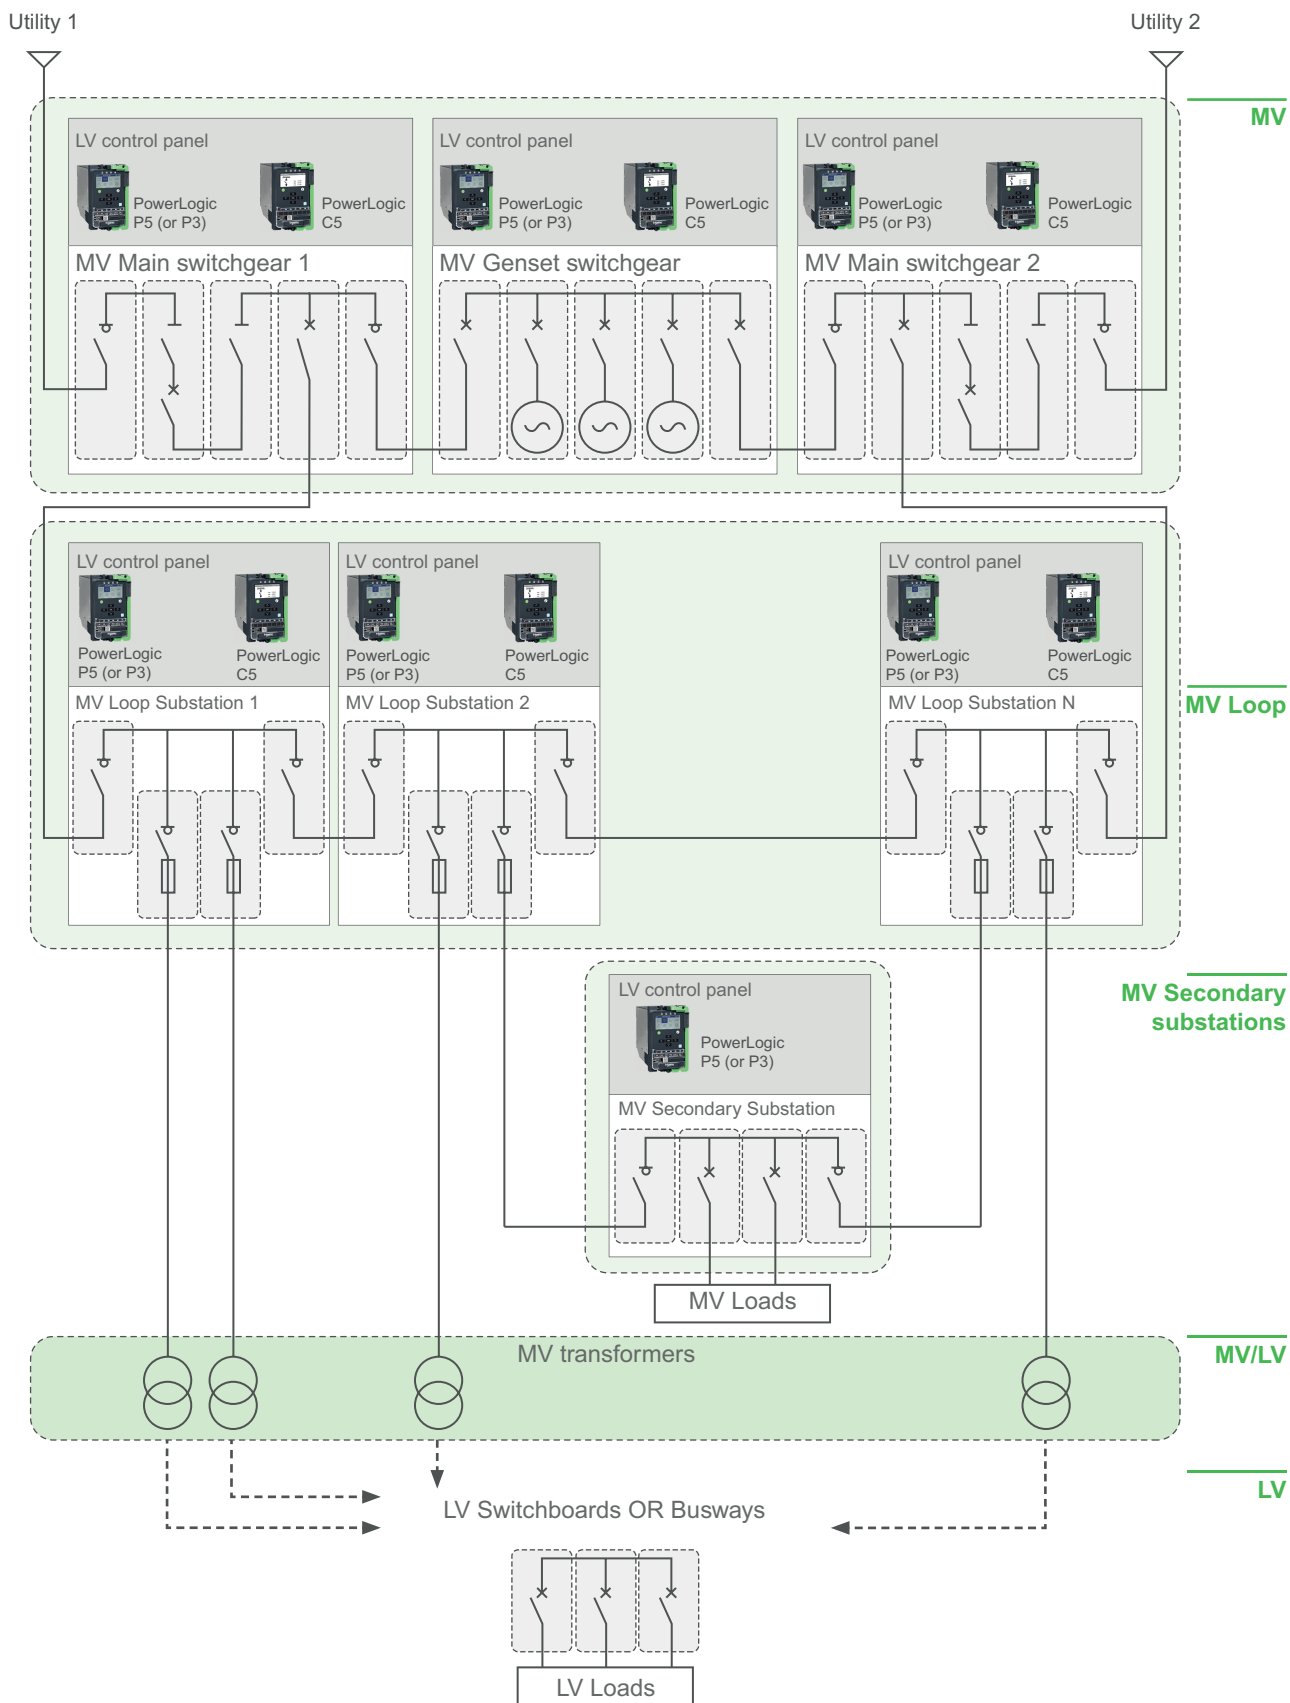 Utility 1
Utility 2
MV
LV control panel
PowerLogic
P5 (or P3)
PowerLogic
C5
MV Main switchgear 1
LV control panel
PowerLogic
P5 (or P3)
PowerLogic
C5
MV Genset switchgear
LV control panel
PowerLogic
P5 (or P3)
PowerLogic
C5
MV Main switchgear 2
LV control panel
PowerLogic
P5 (or P3)
PowerLogic
C5
MV Loop Substation 1
LV control panel
PowerLogic
P5 (or P3)
PowerLogic
C5
MV Loop Substation 2
LV control panel
PowerLogic
P5 (or P3)
PowerLogic
C5
MV Loop Substation N
MV Loop
LV control panel
PowerLogic
P5 (or P3)
MV Secondary Substation
MV Secondary
substations
MV Loads
MV transformers
MV/LV
LV
LV Switchboards OR Busways
LV Loads